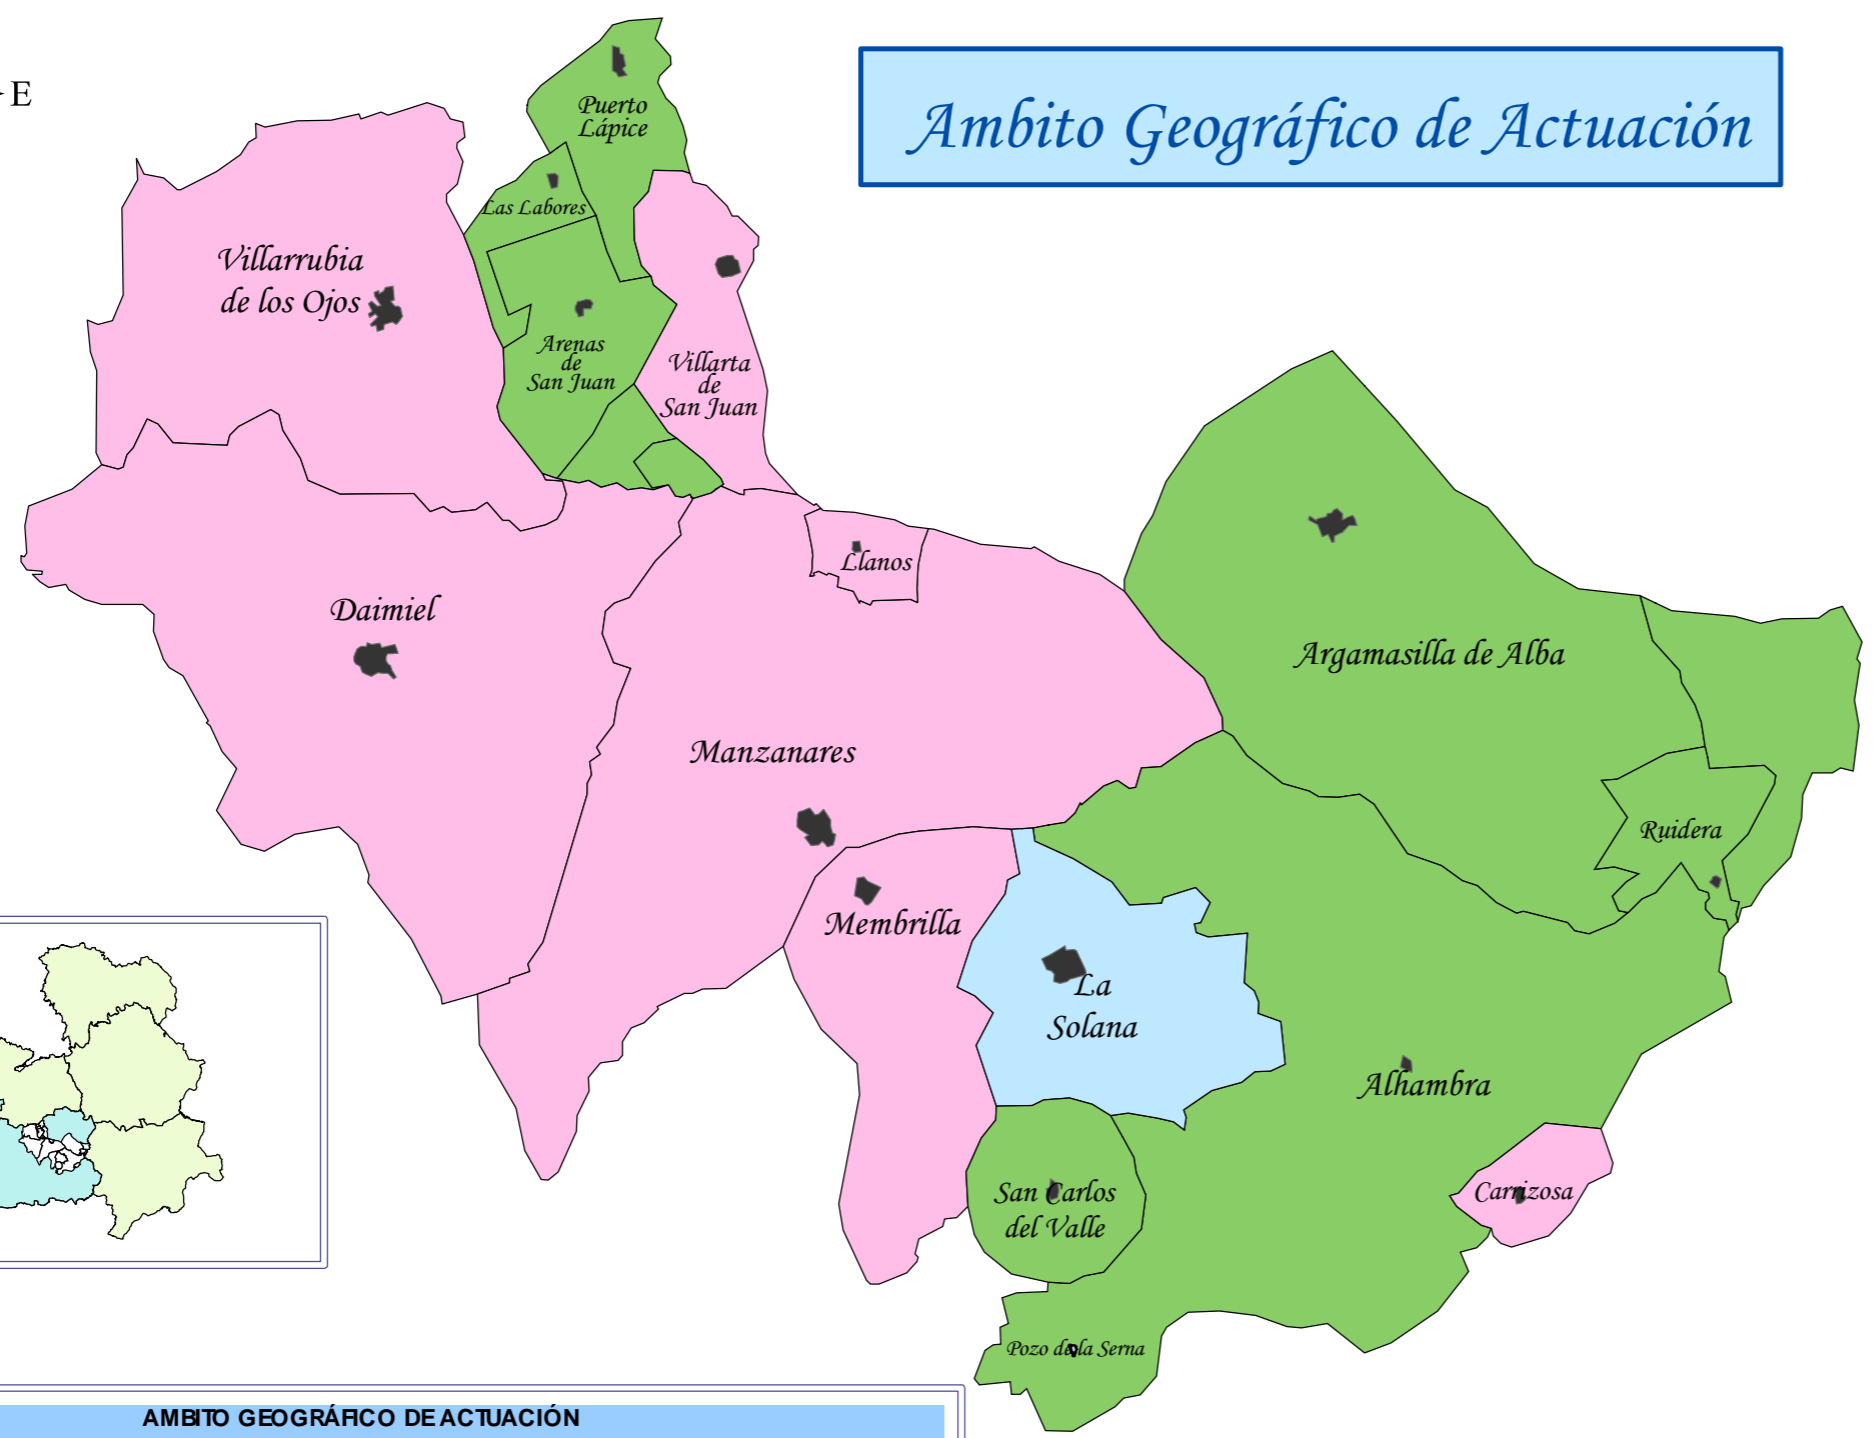 E
Ambito Geográfico de Actuación
Puerto
Lápice
Las Labores
Villarrubia
de los Ojos
Arenas
de
San Juan
Villarta
de
San Juan
Llanos
Daimiel
Argamasilla de Alba
Manzanares
Ruidera
Membrilla
La
Solana
Alhambra
San Carlos
del Valle
Carrizosa
Pozo de la Serna
AMBITO GEOGRÁFICO DE ACTUACIÓN